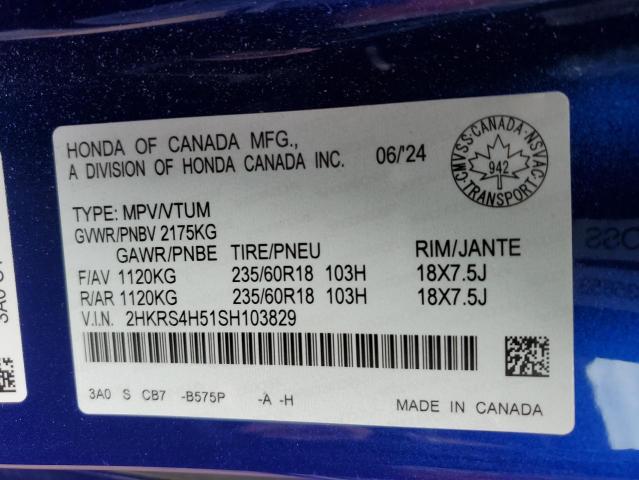 HONDA OF CANADA MFG.,
A DIVISION OF HONDA CANADA INC. 06/'24
CMVSS-CANADA-NSVAC
942
TRANSPORT
TYPE: MPV/VTUM
GVWR/PNBV 2175KG
GAWR/PNBE TIRE/PNEU RIM/JANTE
F/AV 1120KG 235/60R18 103H 18X7.5J
R/AR 1120KG 235/60R18 103H 18X7.5J
V.I.N. 2HKRS4H51SH103829
3A0 S CB7 -B575P -A -H
MADE IN CANADA